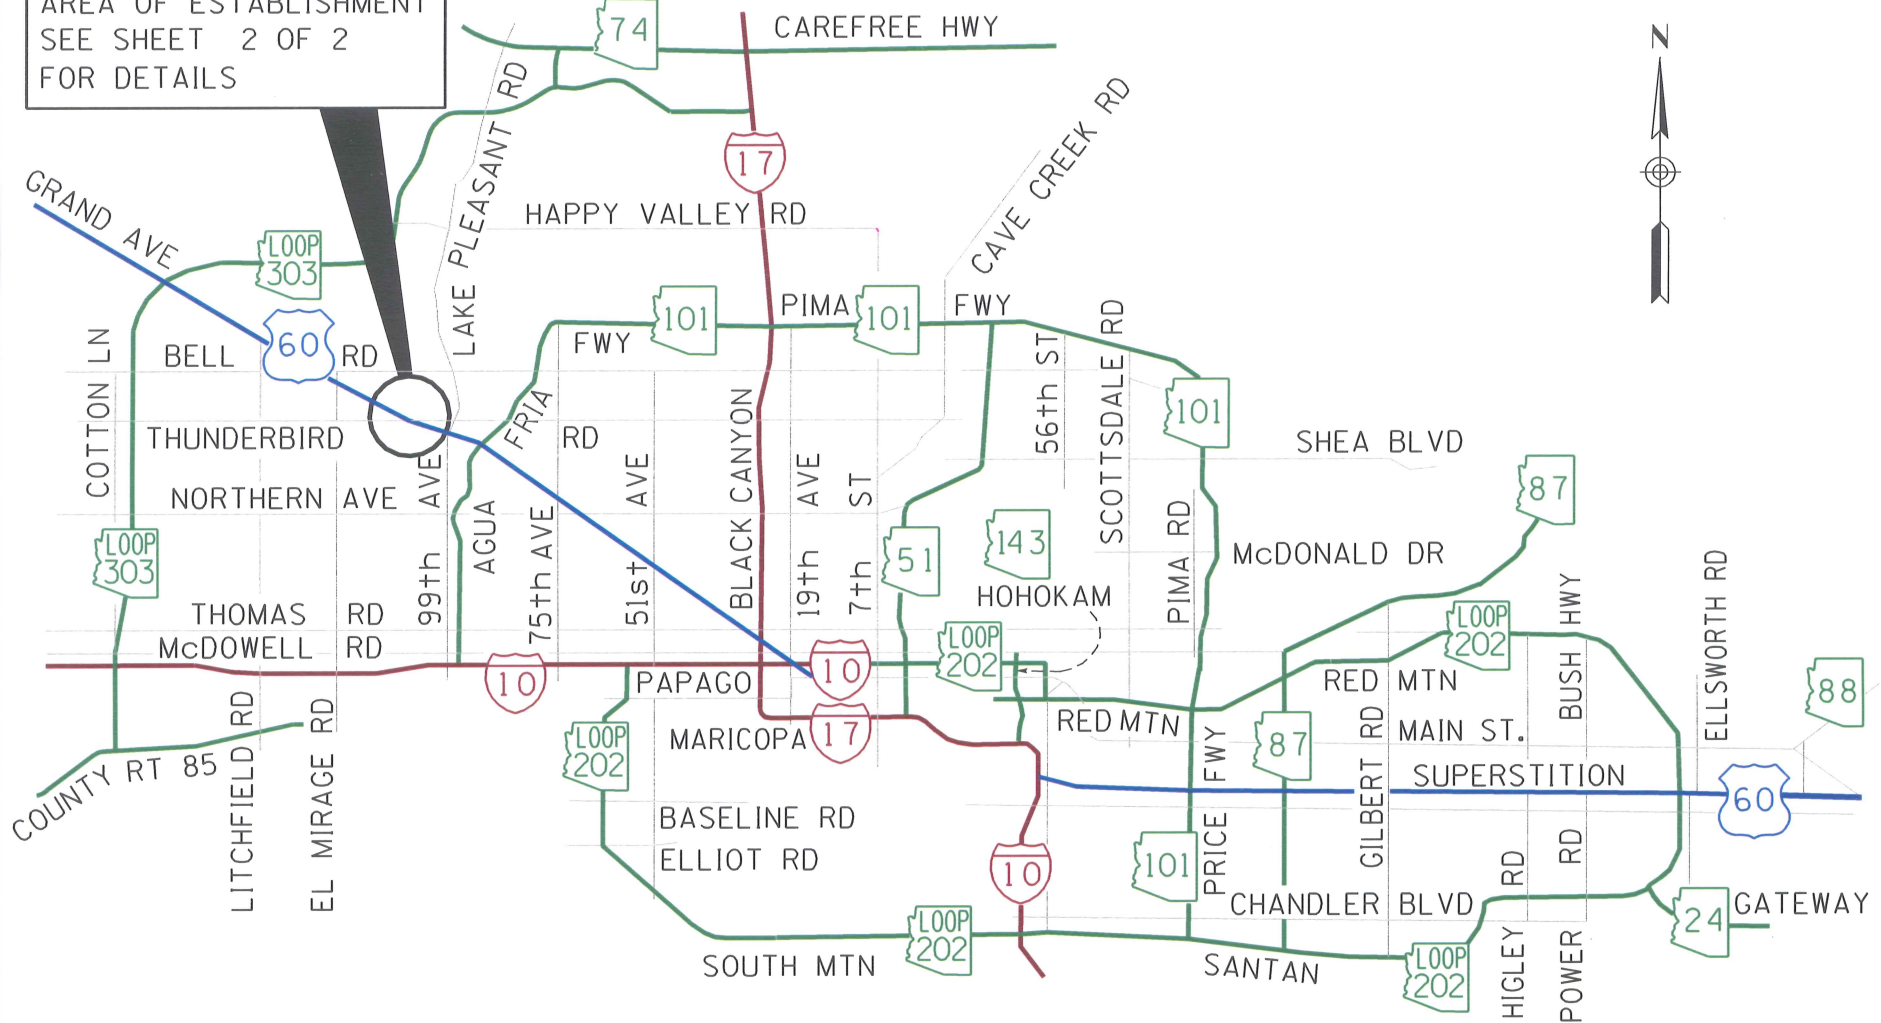 AREA OF ESTABLISHMENT
SEE SHEET 2 OF 2
FOR DETAILS
74
CAREFREE HWY
N
LAKE PLEASANT RD
17
CAVE CREEK RD
GRAND AVE
HAPPY VALLEY RD
LOOP
303
101
PIMA
101
FWY
FWY
60
BELL RD
COTTON LN
56th ST
SCOTTSDALE RD
101
AGUA FRIA
THUNDERBIRD RD
SHEA BLVD
NORTHERN AVE
99th AVE
75th AVE
51st AVE
BLACK CANYON
19th AVE
7th ST
87
LOOP
303
51
143
PIMA RD
McDONALD DR
HOHOKAM
THOMAS RD
McDOWELL RD
BUSH HWY
ELLSWORTH RD
LOOP
202
LOOP
202
10
10
PAPAGO
RED MTN
88
RED MTN
MARICOPA
17
LOOP
202
87
GILBERT RD
MAIN ST.
COUNTY RT 85
LITCHFIELD RD
EL MIRAGE RD
SUPERSTITION
60
PRICE FWY
BASELINE RD
ELLIOT RD
10
101
CHANDLER BLVD
HIGLEY RD
POWER RD
24
GATEWAY
LOOP
202
SOUTH MTN
SANTAN
LOOP
202